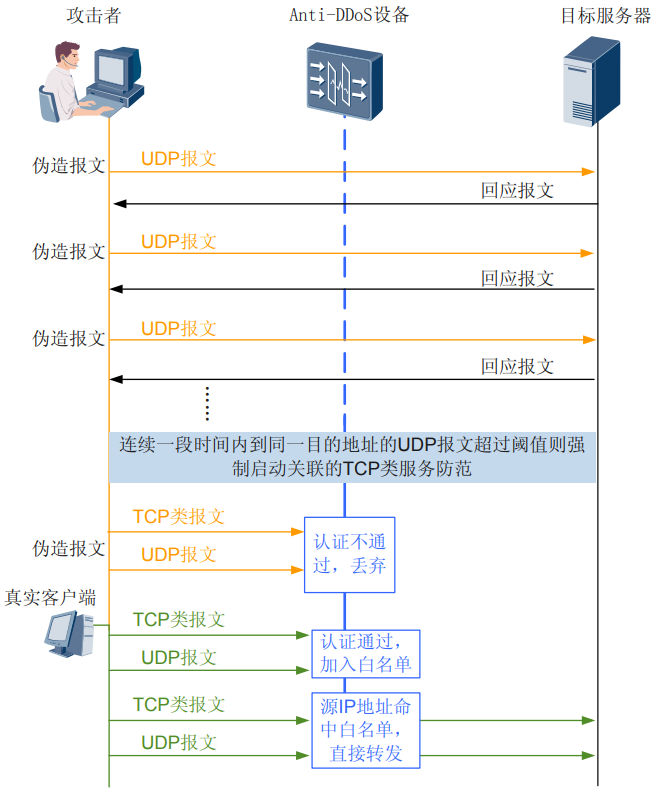 攻击者
Anti-DDoS设备
目标服务器
伪造报文
UDP报文
回应报文
伪造报文
UDP报文
回应报文
伪造报文
UDP报文
回应报文
连续一段时间内到同一目的地址的UDP报文超过阈值则强
制启动关联的TCP类服务防范
TCP类报文
伪造报文
UDP报文
认证不通
过，丢弃
真实客户端
TCP类报文
UDP报文
认证通过，
加入白名单
TCP类报文
UDP报文
源IP地址命
中白名单，
直接转发